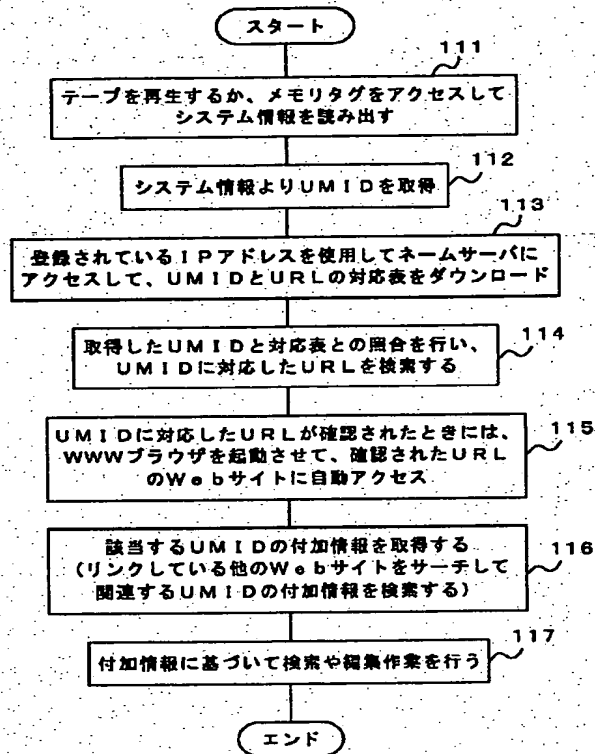 スタート
111
テープを再生するか、メモリタグをアクセスして
システム情報を読み出す
112
システム情報よりUMIDを取得
113
登録されているIPアドレスを使用してネームサーバに
アクセスして、UMIDとURLの対応表をダウンロード
114
取得したUMIDと対応表との照合を行い、
UMIDに対応したURLを検索する
115
UMIDに対応したURLが確認されたときには、
WWWブラウザを起動させて、確認されたURL
のWebサイトに自動アクセス
116
該当するUMIDの付加情報を取得する
(リンクしている他のWebサイトをサーチして
関連するUMIDの付加情報を検索する)
117
付加情報に基づいて検索や編集作業を行う
エンド